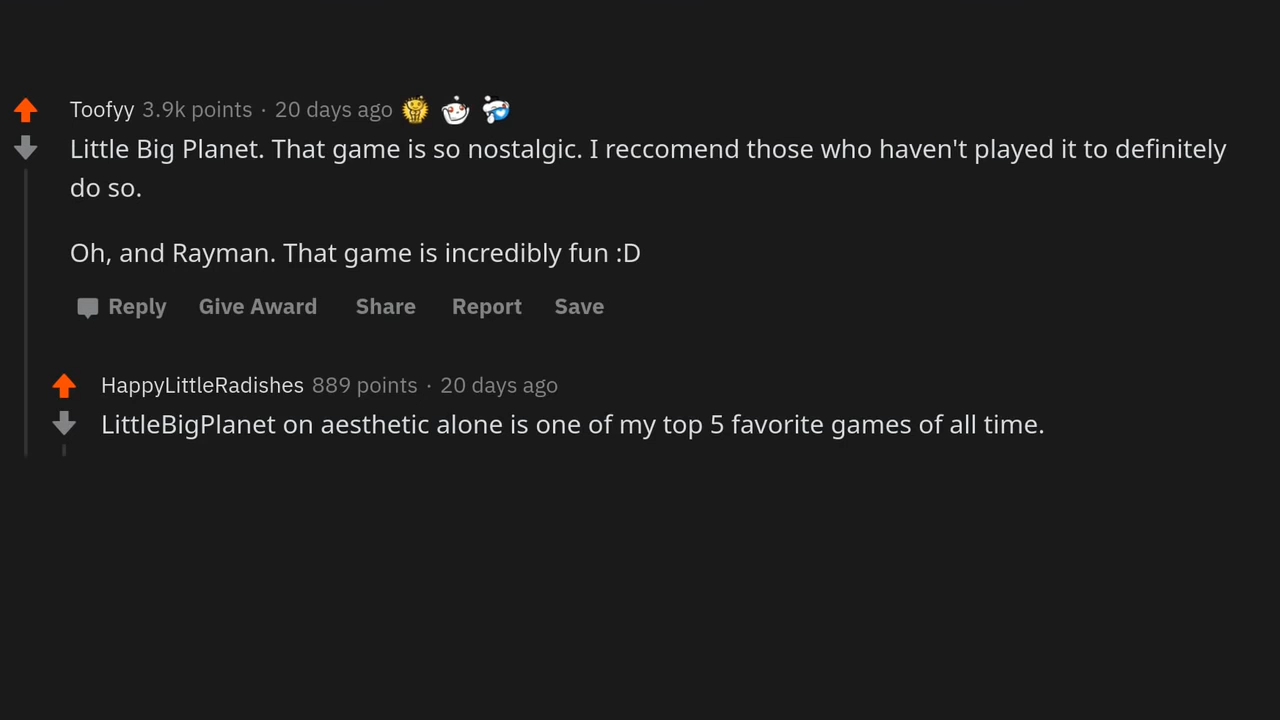 Toofyy 3.9k points · 20 days ago
Little Big Planet. That game is so nostalgic. I reccomend those who haven't played it to definitely
do so.
Oh, and Rayman. That game is incredibly fun :D
Reply Give Award Share Report Save
HappyLittleRadishes 889 points · 20 days ago
LittleBigPlanet on aesthetic alone is one of my top 5 favorite games of all time.